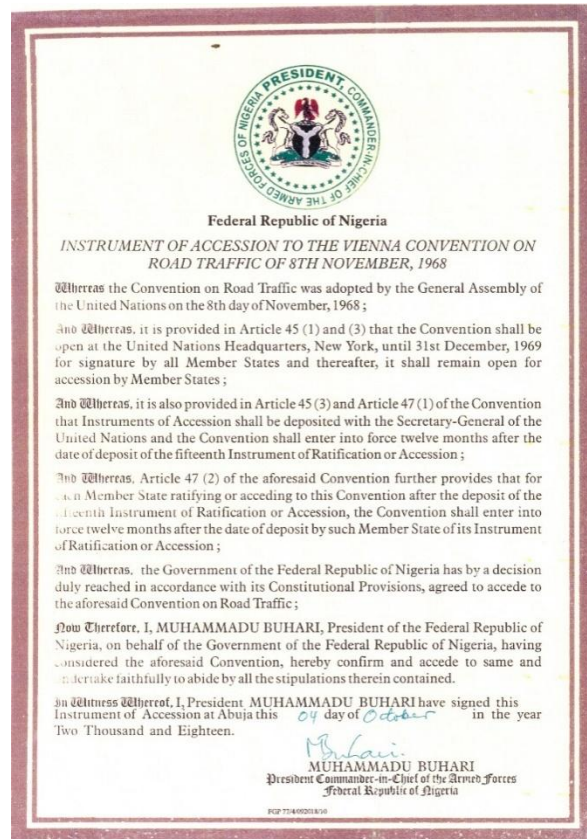 PRESIDENT, COMMANDER-IN-CHIEF OF THE ARMED FORCES OF NIGERIA
Federal Republic of Nigeria
INSTRUMENT OF ACCESSION TO THE VIENNA CONVENTION ON
ROAD TRAFFIC OF 8TH NOVEMBER, 1968
Whereas the Convention on Road Traffic was adopted by the General Assembly of
the United Nations on the 8th day of November, 1968 ;
And Whereas, it is provided in Article 45 (1) and (3) that the Convention shall be
open at the United Nations Headquarters, New York, until 31st December, 1969
for signature by all Member States and thereafter, it shall remain open for
accession by Member States ;
And Whereas, it is also provided in Article 45 (3) and Article 47 (1) of the Convention
that Instruments of Accession shall be deposited with the Secretary-General of the
United Nations and the Convention shall enter into force twelve months after the
date of deposit of the fifteenth Instrument of Ratification or Accession ;
And Whereas, Article 47 (2) of the aforesaid Convention further provides that for
each Member State ratifying or acceding to this Convention after the deposit of the
fifteenth Instrument of Ratification or Accession, the Convention shall enter into
force twelve months after the date of deposit by such Member State of its Instrument
of Ratification or Accession ;
And Whereas, the Government of the Federal Republic of Nigeria has by a decision
duly reached in accordance with its Constitutional Provisions, agreed to accede to
the aforesaid Convention on Road Traffic ;
Now Therefore, I, MUHAMMADU BUHARI, President of the Federal Republic of
Nigeria, on behalf of the Government of the Federal Republic of Nigeria, having
considered the aforesaid Convention, hereby confirm and accede to same and
undertake faithfully to abide by all the stipulations therein contained.
In Witness Whereof, I, President MUHAMMADU BUHARI have signed this
Instrument of Accession at Abuja this 04 day of October in the year
Two Thousand and Eighteen.
MBuhari.
MUHAMMADU BUHARI
President Commander-in-Chief of the Armed Forces
Federal Republic of Nigeria
FGP 77/4/092018/10